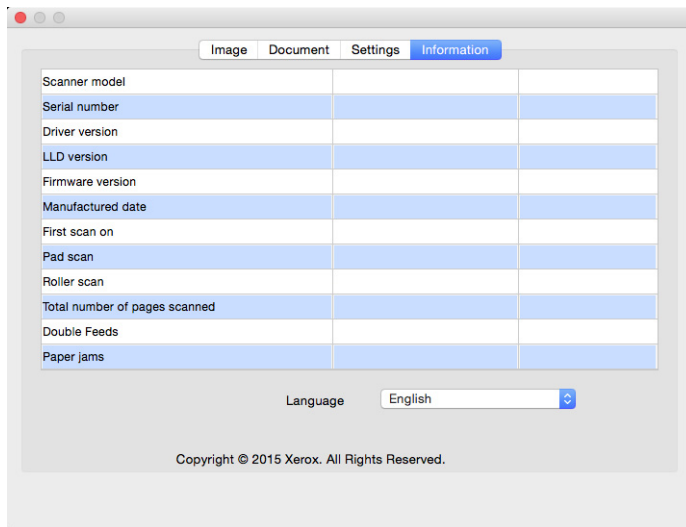 Image Document Settings Information
Scanner model
Serial number
Driver version
LLD version
Firmware version
Manufactured date
First scan on
Pad scan
Roller scan
Total number of pages scanned
Double Feeds
Paper jams
Language English
Copyright © 2015 Xerox. All Rights Reserved.